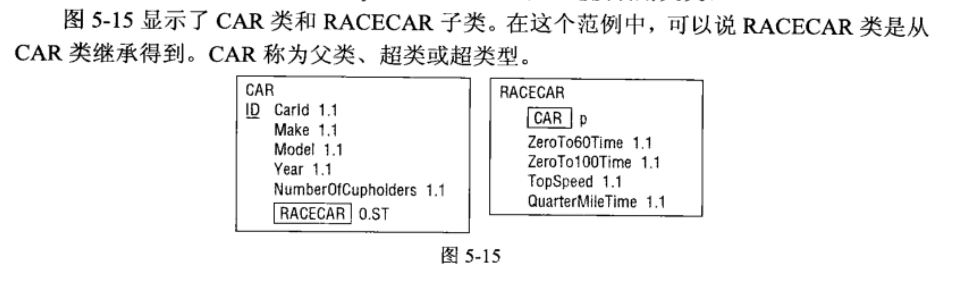 图 5-15 显示了 CAR 类和 RACECAR 子类。在这个范例中，可以说 RACECAR 类是从
CAR 类继承得到。CAR 称为父类、超类或超类型。
CAR
ID CarId 1.1
Make 1.1
Model 1.1
Year 1.1
NumberOfCupholders 1.1
RACECAR 0.ST
RACECAR
CAR p
ZeroTo60Time 1.1
ZeroTo100Time 1.1
TopSpeed 1.1
QuarterMileTime 1.1
图 5-15